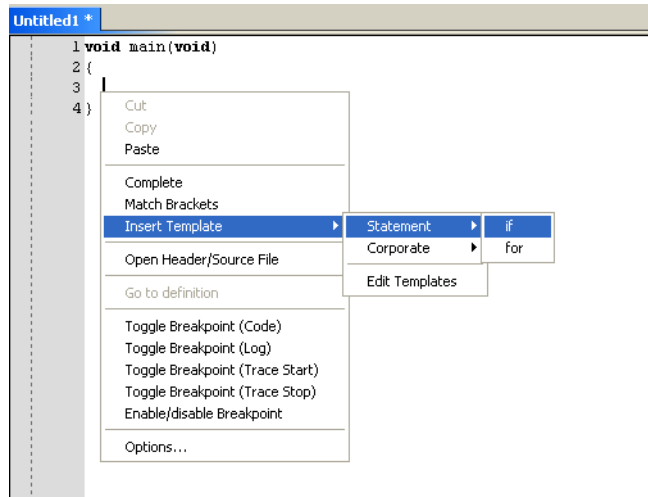 Untitled1 *
1 void main(void)
2 {
3
4 }
Cut
Copy
Paste
Complete
Match Brackets
Insert Template
Open Header/Source File
Go to definition
Toggle Breakpoint (Code)
Toggle Breakpoint (Log)
Toggle Breakpoint (Trace Start)
Toggle Breakpoint (Trace Stop)
Enable/disable Breakpoint
Options...
Statement
Corporate
Edit Templates
if
for